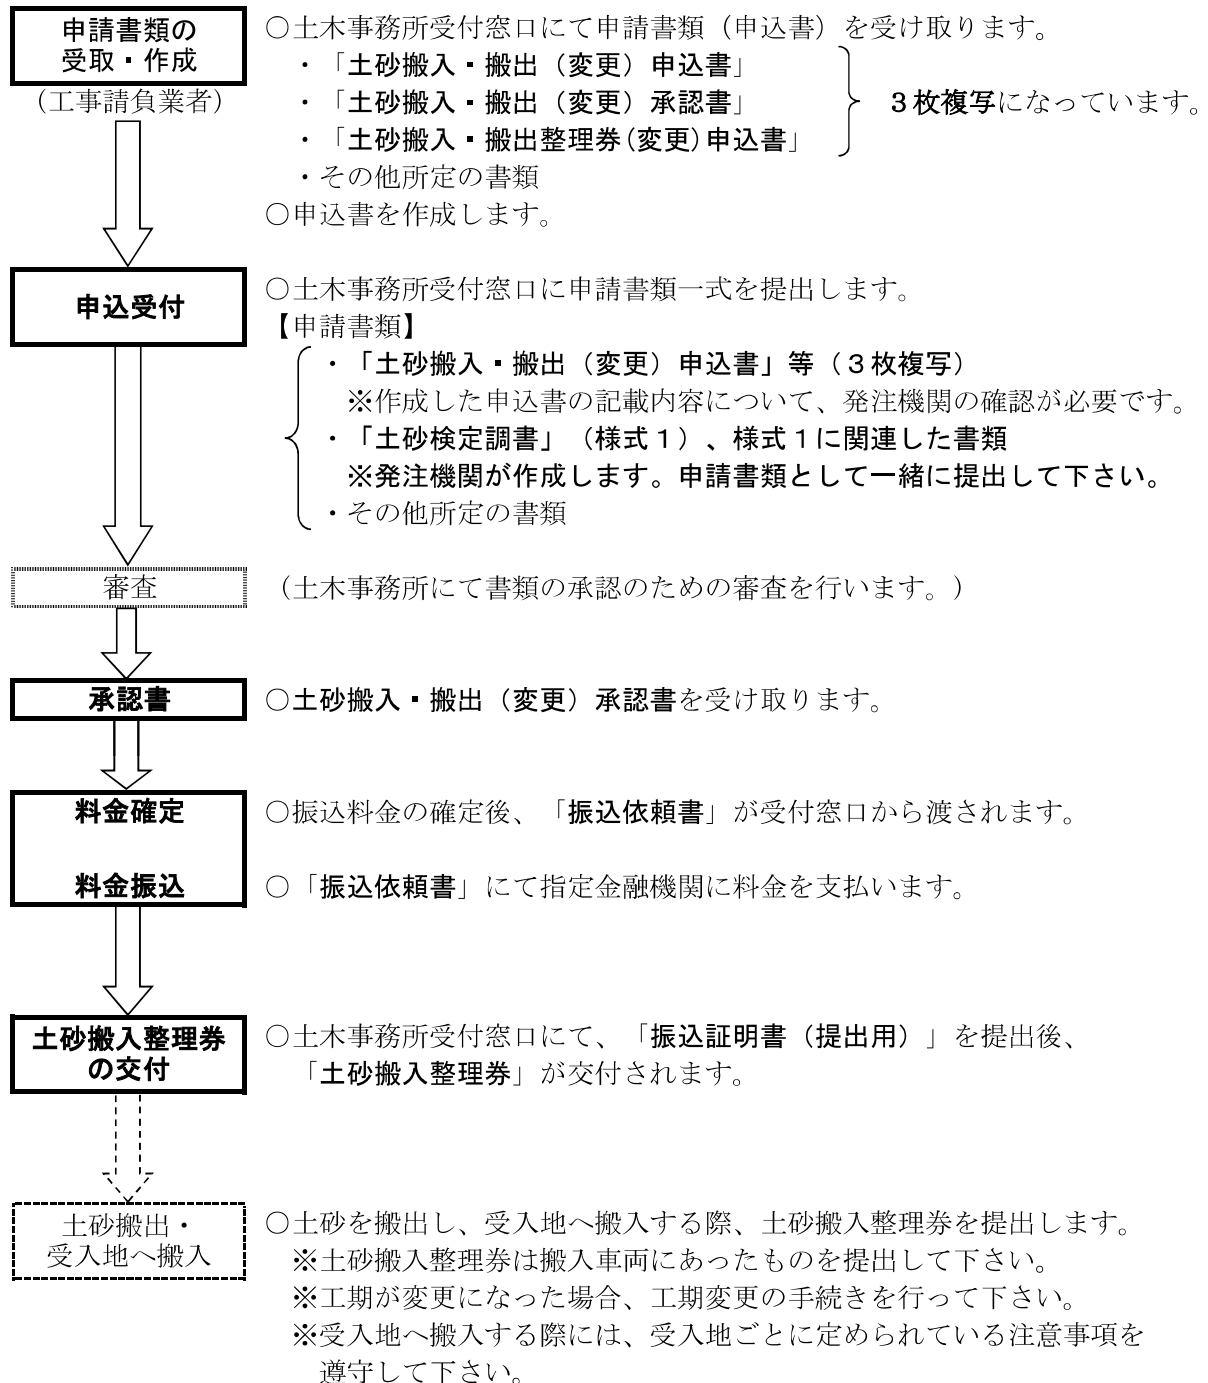 申請書類の
受取・作成
（工事請負業者）
○土木事務所受付窓口にて申請書類（申込書）を受け取ります。
・「土砂搬入・搬出（変更）申込書」
・「土砂搬入・搬出（変更）承認書」
・「土砂搬入・搬出整理券(変更)申込書」
３枚複写になっています。
・その他所定の書類
○申込書を作成します。
申込受付
○土木事務所受付窓口に申請書類一式を提出します。
【申請書類】
・「土砂搬入・搬出（変更）申込書」等（３枚複写）
※作成した申込書の記載内容について、発注機関の確認が必要です。
・「土砂検定調書」（様式１）、様式１に関連した書類
※発注機関が作成します。申請書類として一緒に提出して下さい。
・その他所定の書類
審査
（土木事務所にて書類の承認のための審査を行います。）
承認書
○土砂搬入・搬出（変更）承認書を受け取ります。
料金確定
○振込料金の確定後、「振込依頼書」が受付窓口から渡されます。
料金振込
○「振込依頼書」にて指定金融機関に料金を支払います。
土砂搬入整理券
の交付
○土木事務所受付窓口にて、「振込証明書（提出用）」を提出後、
「土砂搬入整理券」が交付されます。
土砂搬出・
受入地へ搬入
○土砂を搬出し、受入地へ搬入する際、土砂搬入整理券を提出します。
※土砂搬入整理券は搬入車両にあったものを提出して下さい。
※工期が変更になった場合、工期変更の手続きを行って下さい。
※受入地へ搬入する際には、受入地ごとに定められている注意事項を
遵守して下さい。